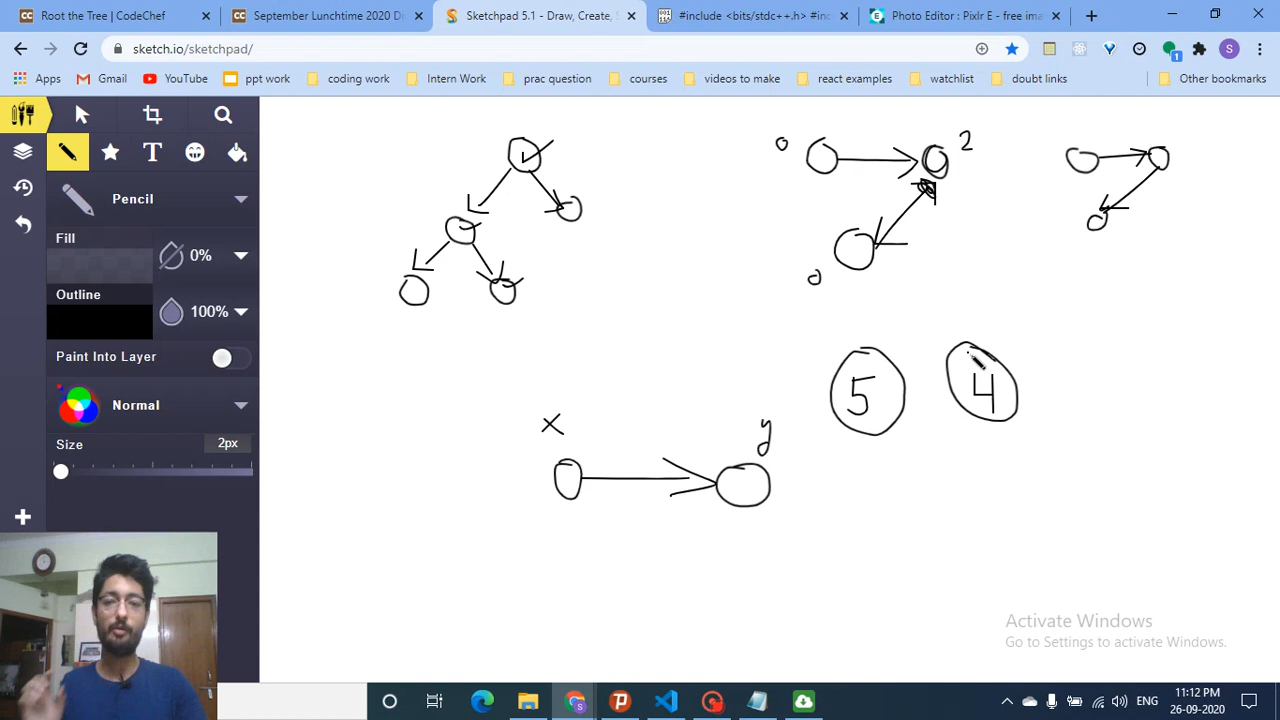 Root the Tree | CodeChef
September Lunchtime 2020 Di
Sketchpad 5.1 - Draw, Create, S
#include <bits/stdc++.h> #inc
Photo Editor : Pixlr E - free ima
sketch.io/sketchpad/
S
1
Apps
Gmail
YouTube
ppt work
coding work
Intern Work
prac question
courses
videos to make
react examples
watchlist
doubt links
Other bookmarks
Pencil
Fill
0%
Outline
100%
Paint Into Layer
Normal
Size
2px
0
2
0
5
4
x
y
Activate Windows
Go to Settings to activate Windows.
ENG
11:12 PM
26-09-2020